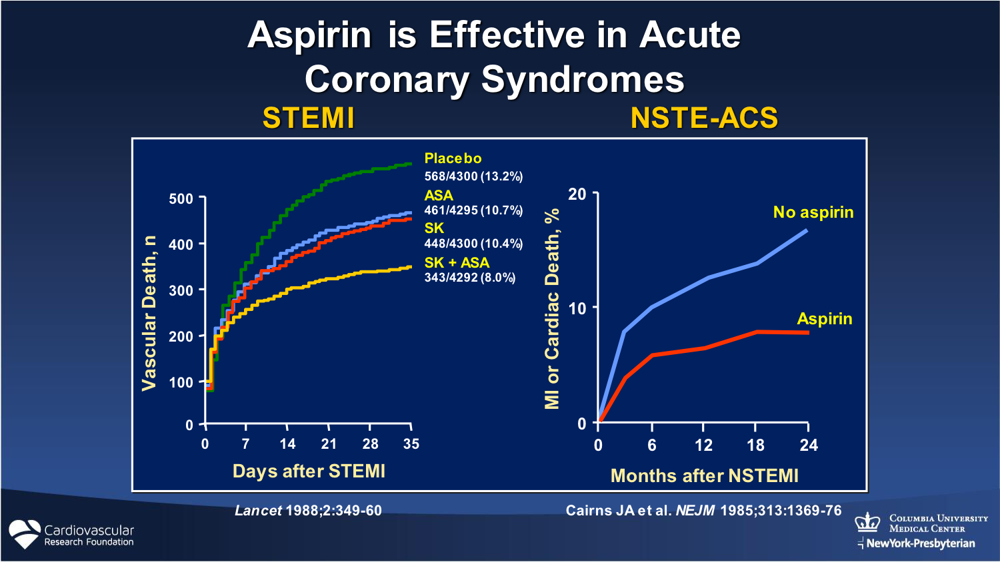 Aspirin is Effective in Acute
Coronary Syndromes
STEMI
NSTE-ACS
Vascular Death, n
500
400
300
200
100
0
0 7 14 21 28 35
Days after STEMI
Placebo
568/4300 (13.2%)
ASA
461/4295 (10.7%)
SK
448/4300 (10.4%)
SK + ASA
343/4292 (8.0%)
MI or Cardiac Death, %
20
10
0
0 6 12 18 24
Months after NSTEMI
No aspirin
Aspirin
Lancet 1988;2:349-60
Cairns JA et al. NEJM 1985;313:1369-76
Cardiovascular
Research Foundation
Columbia University
Medical Center
NewYork-Presbyterian